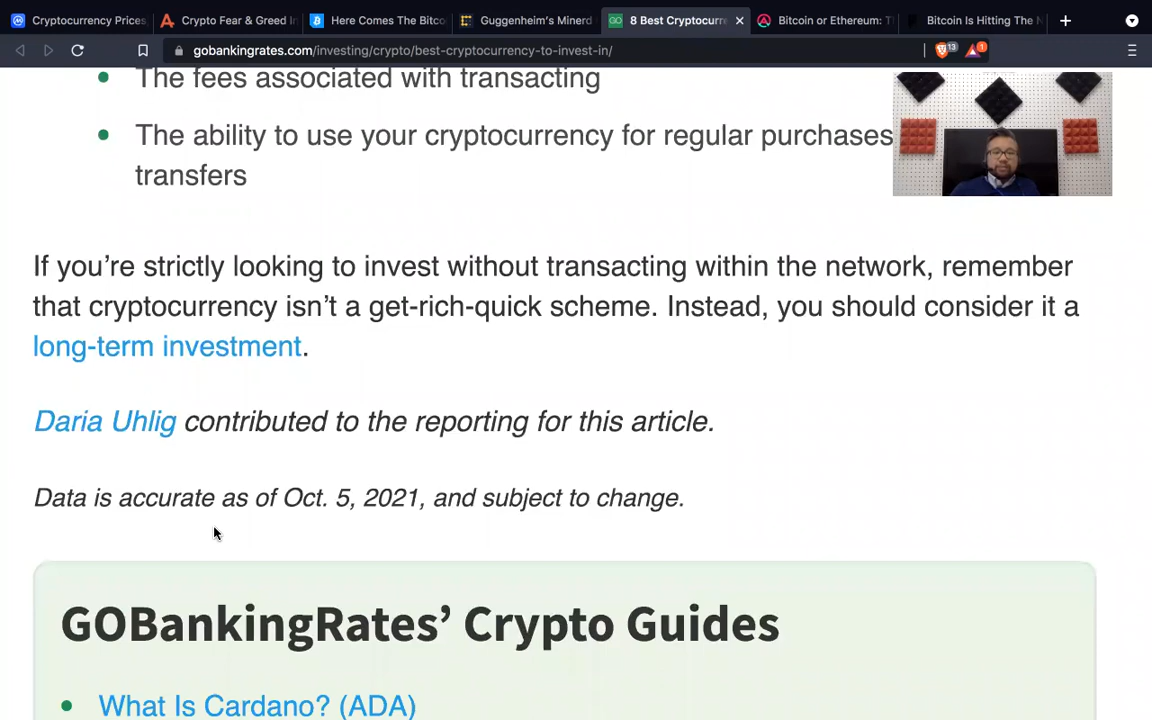 Cryptocurrency Prices,
Crypto Fear & Greed In
Here Comes The Bitco
Guggenheim's Minerd
8 Best Cryptocurr
Bitcoin or Ethereum: Th
Bitcoin Is Hitting The N
gobankingrates.com/investing/crypto/best-cryptocurrency-to-invest-in/
13
1
The fees associated with transacting
The ability to use your cryptocurrency for regular purchases
transfers
If you're strictly looking to invest without transacting within the network, remember
that cryptocurrency isn't a get-rich-quick scheme. Instead, you should consider it a
long-term investment.
Daria Uhlig contributed to the reporting for this article.
Data is accurate as of Oct. 5, 2021, and subject to change.
GOBankingRates' Crypto Guides
What Is Cardano? (ADA)